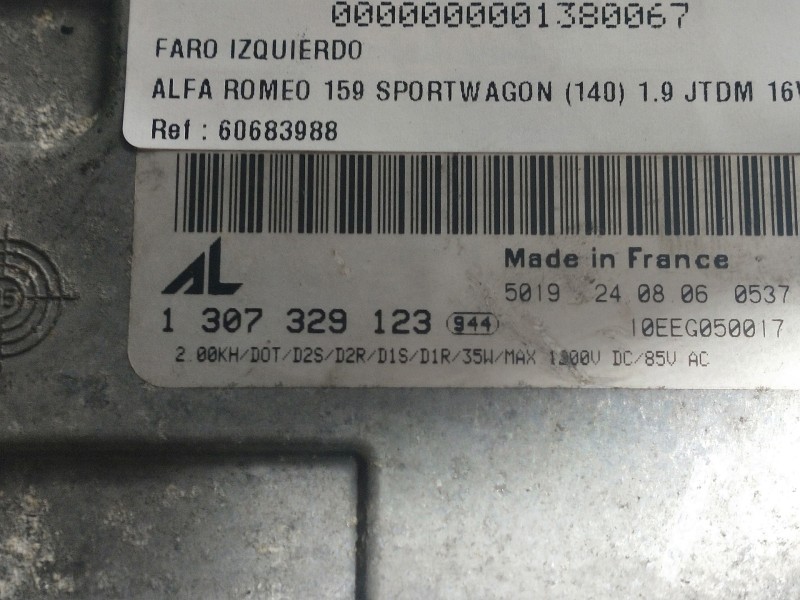 0000000001380067
FARO IZQUIERDO
ALFA ROMEO 159 SPORTWAGON (140) 1.9 JTDM 16V
Ref : 60683988
AL
Made in France
5019 24 08 06 0537
1 307 329 123 944
10EEG050017
2.00KH/DOT/D2S/D2R/D1S/D1R/35W/MAX 1200V DC/85V AC
15